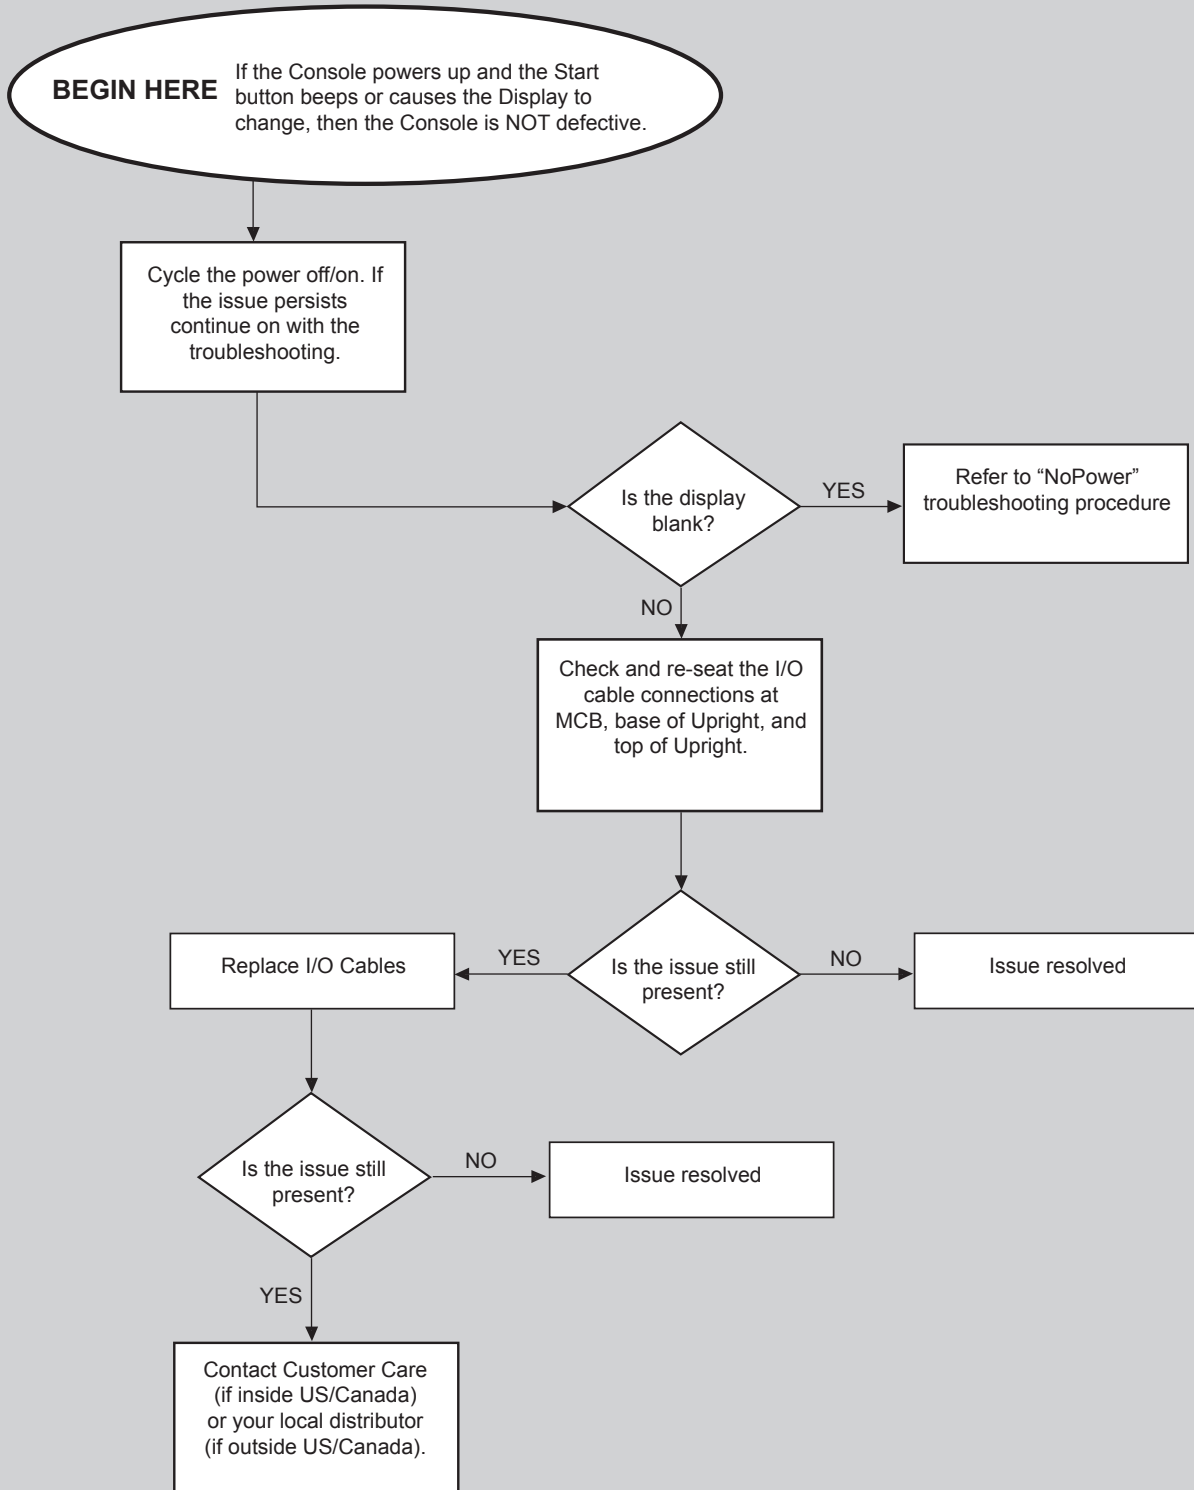 BEGIN HERE
If the Console powers up and the Start
button beeps or causes the Display to
change, then the Console is NOT defective.
Cycle the power off/on. If
the issue persists
continue on with the
troubleshooting.
Is the display
blank?
YES
Refer to “NoPower”
troubleshooting procedure
NO
Check and re-seat the I/O
cable connections at
MCB, base of Upright, and
top of Upright.
Is the issue still
present?
NO
Issue resolved
YES
Replace I/O Cables
Is the issue still
present?
NO
Issue resolved
YES
Contact Customer Care
(if inside US/Canada)
or your local distributor
(if outside US/Canada).